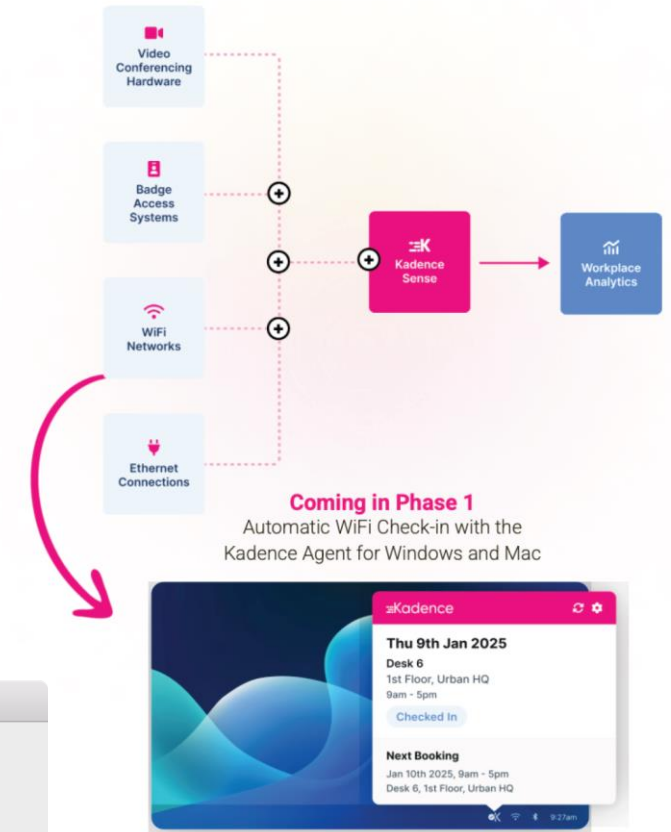 Video
Conferencing
Hardware
Badge
Access
Systems
WiFi
Networks
Ethernet
Connections
K
Kadence
Sense
Workplace
Analytics
Coming in Phase 1
Automatic WiFi Check-in with the
Kadence Agent for Windows and Mac
Kadence
Thu 9th Jan 2025
Desk 6
1st Floor, Urban HQ
9am - 5pm
Checked In
Next Booking
Jan 10th 2025, 9am - 5pm
Desk 6, 1st Floor, Urban HQ
9:27am